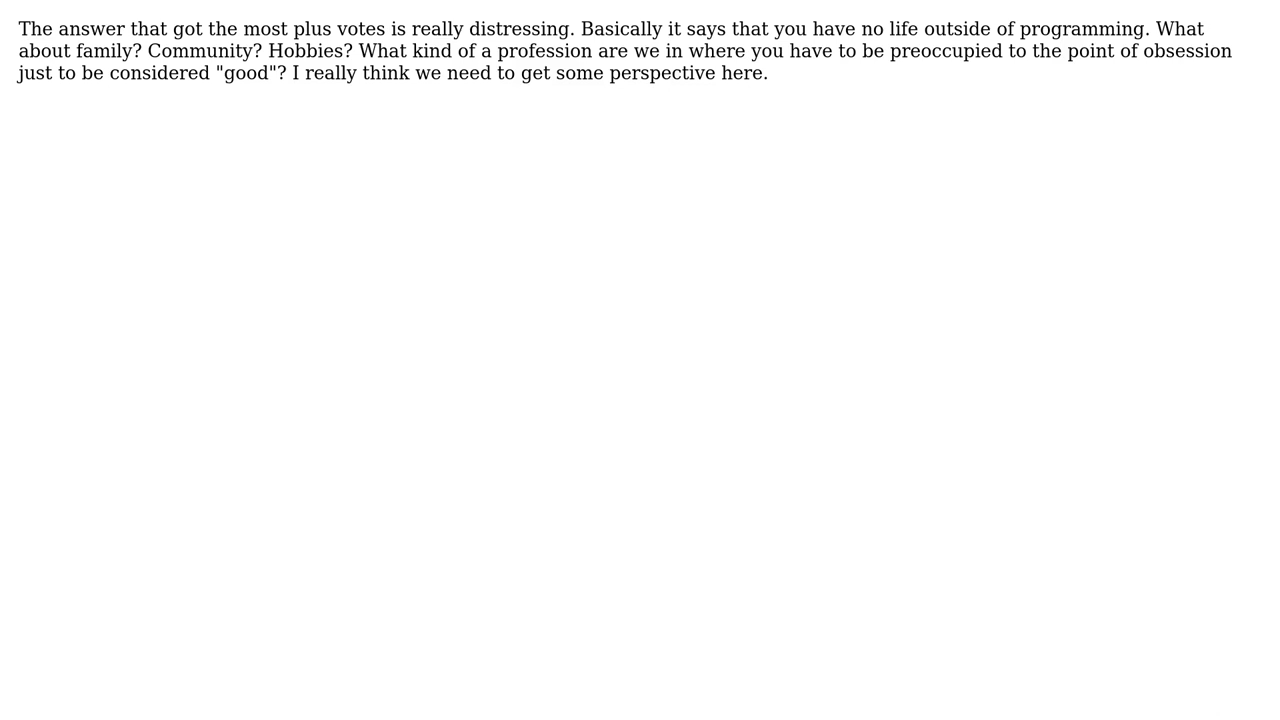 The answer that got the most plus votes is really distressing. Basically it says that you have no life outside of programming. What
about family? Community? Hobbies? What kind of a profession are we in where you have to be preoccupied to the point of obsession
just to be considered "good"? I really think we need to get some perspective here.